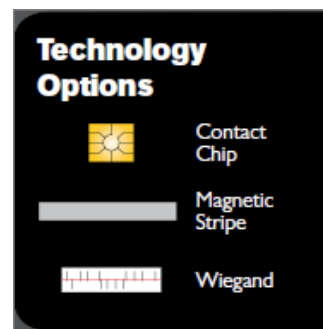 Technology
Options
Contact
Chip
Magnetic
Stripe
Wiegand